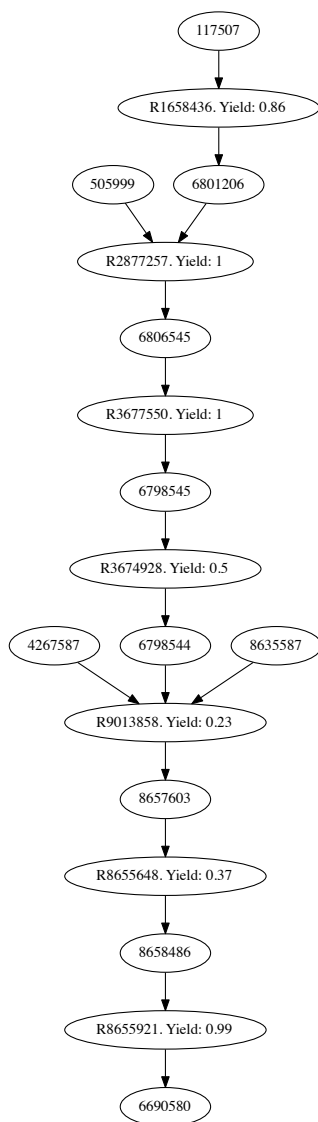 117507
R1658436. Yield: 0.86
505999
6801206
R2877257. Yield: 1
6806545
R3677550. Yield: 1
6798545
R3674928. Yield: 0.5
4267587
6798544
8635587
R9013858. Yield: 0.23
8657603
R8655648. Yield: 0.37
8658486
R8655921. Yield: 0.99
6690580